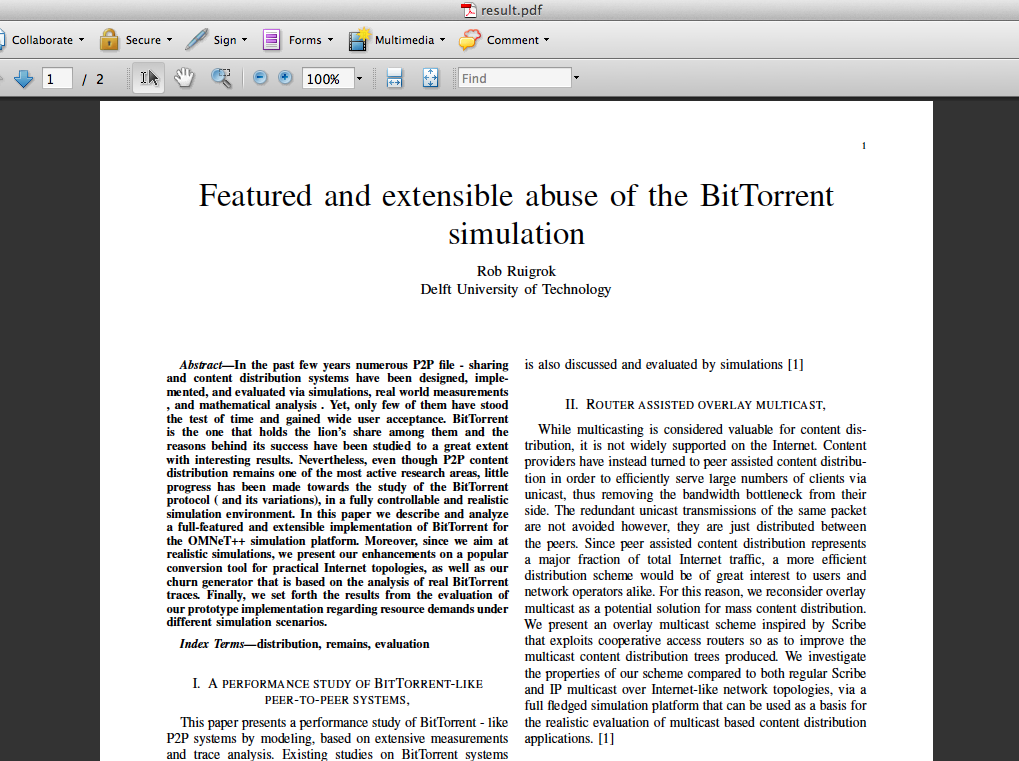 result.pdf
Collaborate Secure Sign Forms Multimedia Comment
1 / 2 100% Find
1
Featured and extensible abuse of the BitTorrent
simulation
Rob Ruigrok
Delft University of Technology
Abstract—In the past few years numerous P2P file - sharing
and content distribution systems have been designed, imple-
mented, and evaluated via simulations, real world measurements
, and mathematical analysis . Yet, only few of them have stood
the test of time and gained wide user acceptance. BitTorrent
is the one that holds the lion's share among them and the
reasons behind its success have been studied to a great extent
with interesting results. Nevertheless, even though P2P content
distribution remains one of the most active research areas, little
progress has been made towards the study of the BitTorrent
protocol ( and its variations), in a fully controllable and realistic
simulation environment. In this paper we describe and analyze
a full-featured and extensible implementation of BitTorrent for
the OMNeT++ simulation platform. Moreover, since we aim at
realistic simulations, we present our enhancements on a popular
conversion tool for practical Internet topologies, as well as our
churn generator that is based on the analysis of real BitTorrent
traces. Finally, we set forth the results from the evaluation of
our prototype implementation regarding resource demands under
different simulation scenarios.
Index Terms—distribution, remains, evaluation
I. A PERFORMANCE STUDY OF BITTORRENT-LIKE
PEER-TO-PEER SYSTEMS,
This paper presents a performance study of BitTorrent - like
P2P systems by modeling, based on extensive measurements
and trace analysis. Existing studies on BitTorrent systems
is also discussed and evaluated by simulations [1]
II. ROUTER ASSISTED OVERLAY MULTICAST,
While multicasting is considered valuable for content dis-
tribution, it is not widely supported on the Internet. Content
providers have instead turned to peer assisted content distribu-
tion in order to efficiently serve large numbers of clients via
unicast, thus removing the bandwidth bottleneck from their
side. The redundant unicast transmissions of the same packet
are not avoided however, they are just distributed between
the peers. Since peer assisted content distribution represents
a major fraction of total Internet traffic, a more efficient
distribution scheme would be of great interest to users and
network operators alike. For this reason, we reconsider overlay
multicast as a potential solution for mass content distribution.
We present an overlay multicast scheme inspired by Scribe
that exploits cooperative access routers so as to improve the
multicast content distribution trees produced. We investigate
the properties of our scheme compared to both regular Scribe
and IP multicast over Internet-like network topologies, via a
full fledged simulation platform that can be used as a basis for
the realistic evaluation of multicast based content distribution
applications. [1]